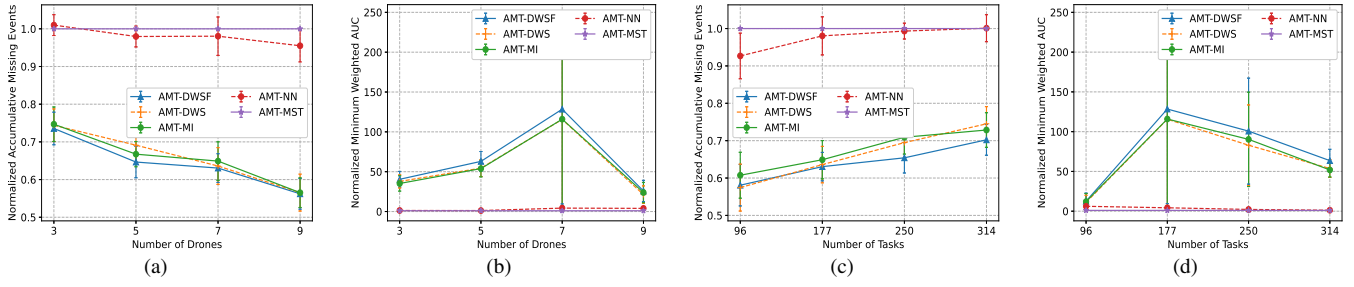 Normalized Accumulative Missing Events
1.0
0.9
0.8
0.7
0.6
0.5
AMT-DWSF
AMT-DWS
AMT-MI
AMT-NN
AMT-MST
3
5
7
9
Number of Drones
(a)
Normalized Minimum Weighted AUC
250
200
150
100
50
0
AMT-DWSF
AMT-DWS
AMT-MI
AMT-NN
AMT-MST
3
5
7
9
Number of Drones
(b)
Normalized Accumulative Missing Events
1.0
0.9
0.8
0.7
0.6
0.5
AMT-DWSF
AMT-DWS
AMT-MI
AMT-NN
AMT-MST
96
177
250
314
Number of Tasks
(c)
Normalized Minimum Weighted AUC
250
200
150
100
50
0
AMT-DWSF
AMT-DWS
AMT-MI
AMT-NN
AMT-MST
96
177
250
314
Number of Tasks
(d)